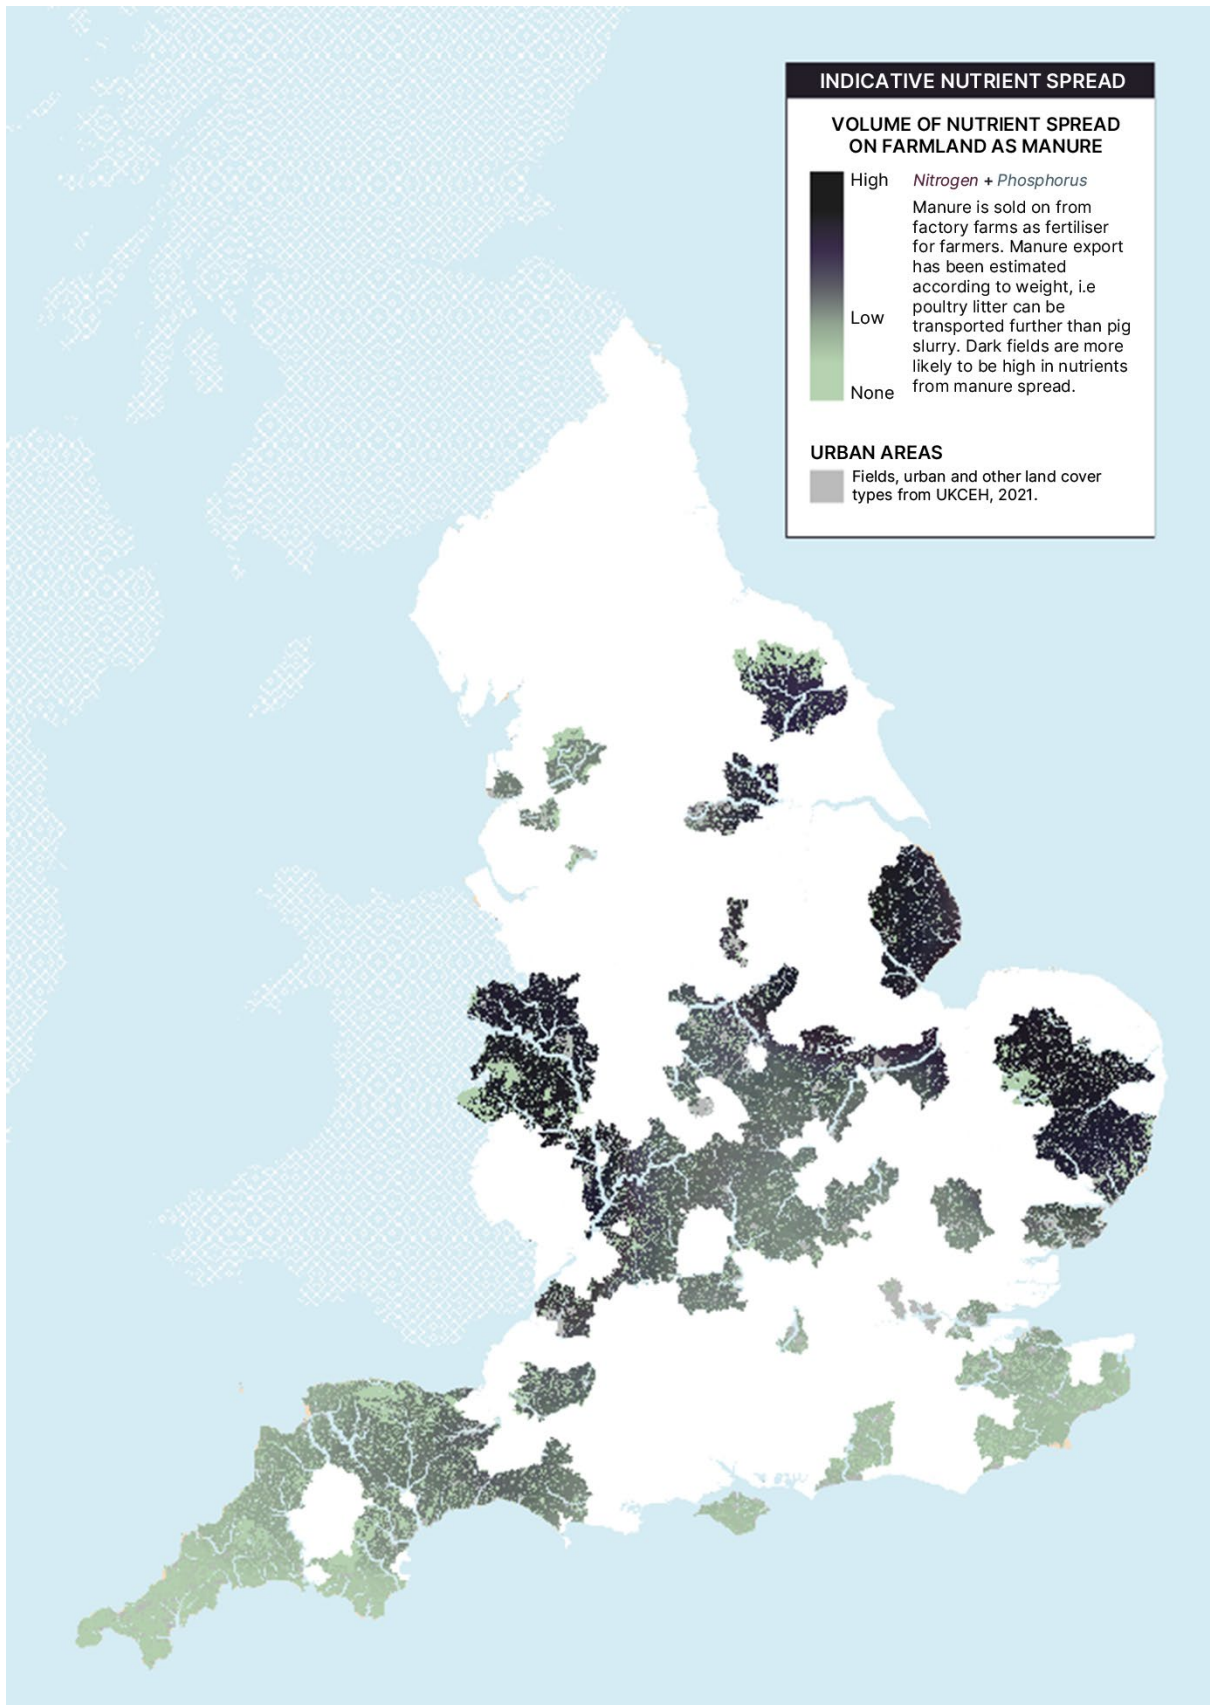 INDICATIVE NUTRIENT SPREAD
VOLUME OF NUTRIENT SPREAD
ON FARMLAND AS MANURE
High
Low
None
Nitrogen + Phosphorus
Manure is sold on from
factory farms as fertiliser
for farmers. Manure export
has been estimated
according to weight, i.e
poultry litter can be
transported further than pig
slurry. Dark fields are more
likely to be high in nutrients
from manure spread.
URBAN AREAS
Fields, urban and other land cover
types from UKCEH, 2021.